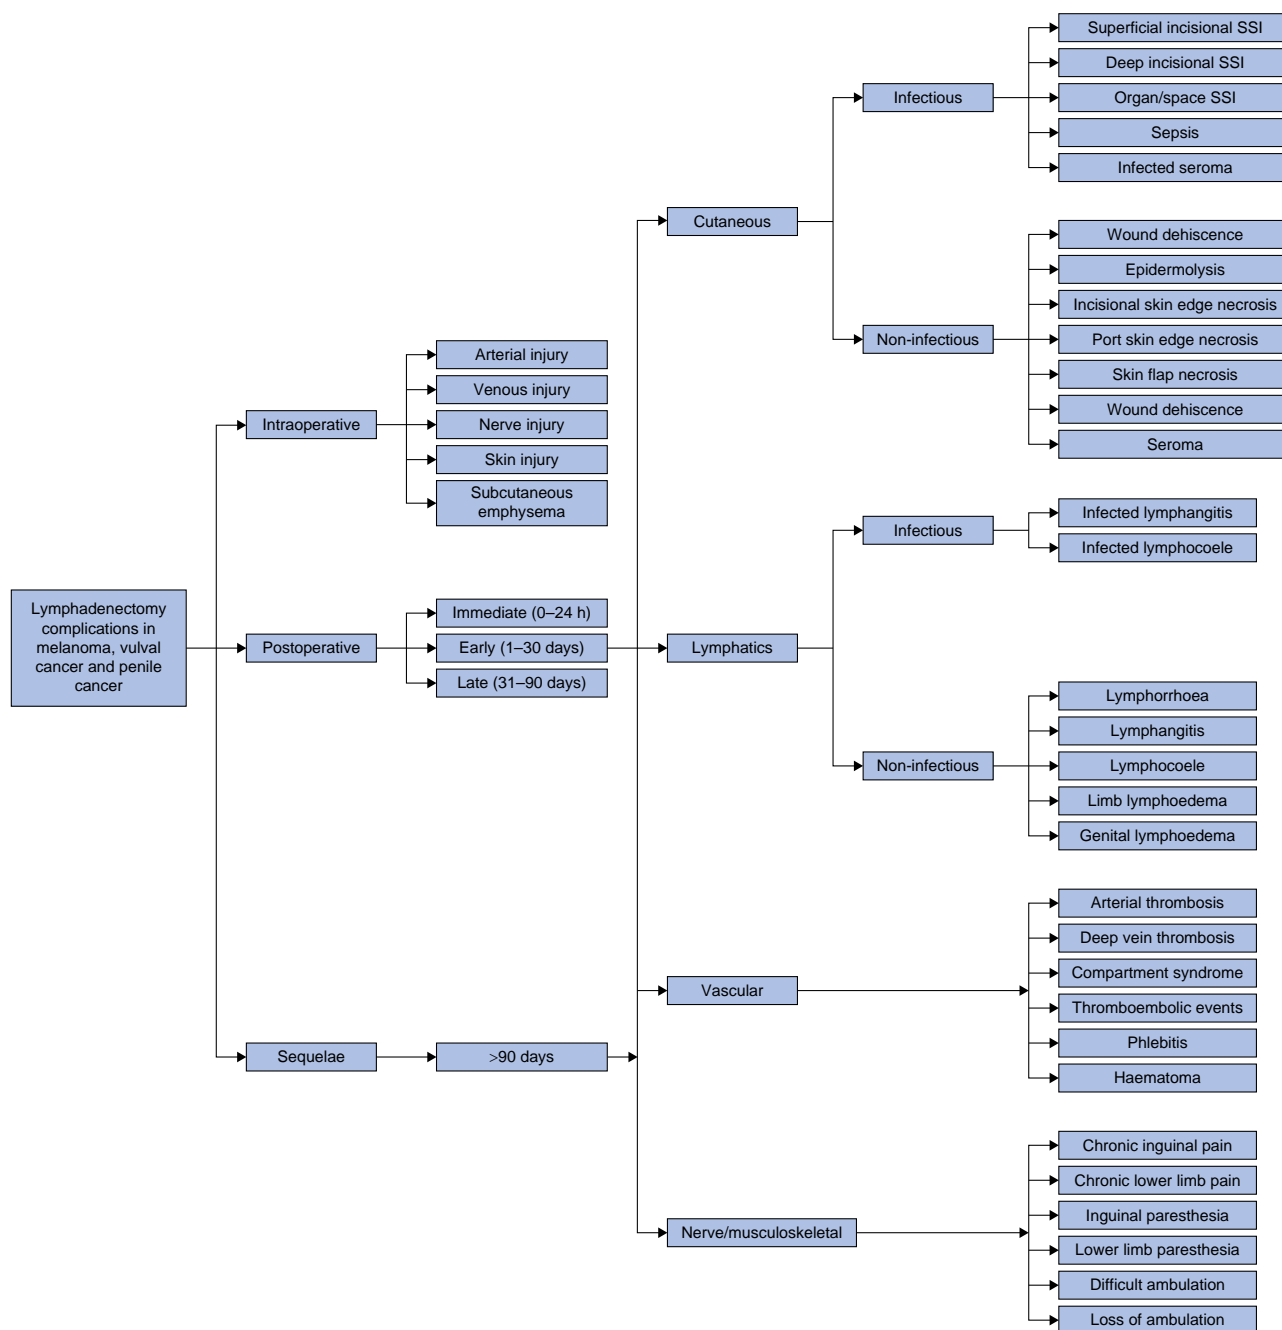 Lymphadenectomy
complications in
melanoma, vulval
cancer and penile
cancer
Intraoperative
Arterial injury
Venous injury
Nerve injury
Skin injury
Subcutaneous
emphysema
Postoperative
Immediate (0–24 h)
Early (1–30 days)
Late (31–90 days)
Sequelae
>90 days
Cutaneous
Infectious
Superficial incisional SSI
Deep incisional SSI
Organ/space SSI
Sepsis
Infected seroma
Non-infectious
Wound dehiscence
Epidermolysis
Incisional skin edge necrosis
Port skin edge necrosis
Skin flap necrosis
Wound dehiscence
Seroma
Lymphatics
Infectious
Infected lymphangitis
Infected lymphocoele
Non-infectious
Lymphorrhoea
Lymphangitis
Lymphocoele
Limb lymphoedema
Genital lymphoedema
Vascular
Arterial thrombosis
Deep vein thrombosis
Compartment syndrome
Thromboembolic events
Phlebitis
Haematoma
Nerve/musculoskeletal
Chronic inguinal pain
Chronic lower limb pain
Inguinal paresthesia
Lower limb paresthesia
Difficult ambulation
Loss of ambulation